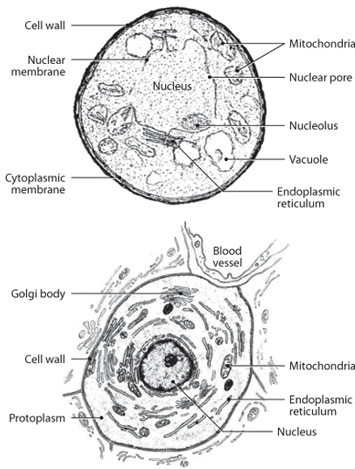 Cell wall
Nuclear
membrane
Nucleus
Mitochondria
Nuclear pore
Nucleolus
Vacuole
Cytoplasmic
membrane
Endoplasmic
reticulum
Blood
vessel
Golgi body
Cell wall
Mitochondria
Endoplasmic
reticulum
Protoplasm
Nucleus